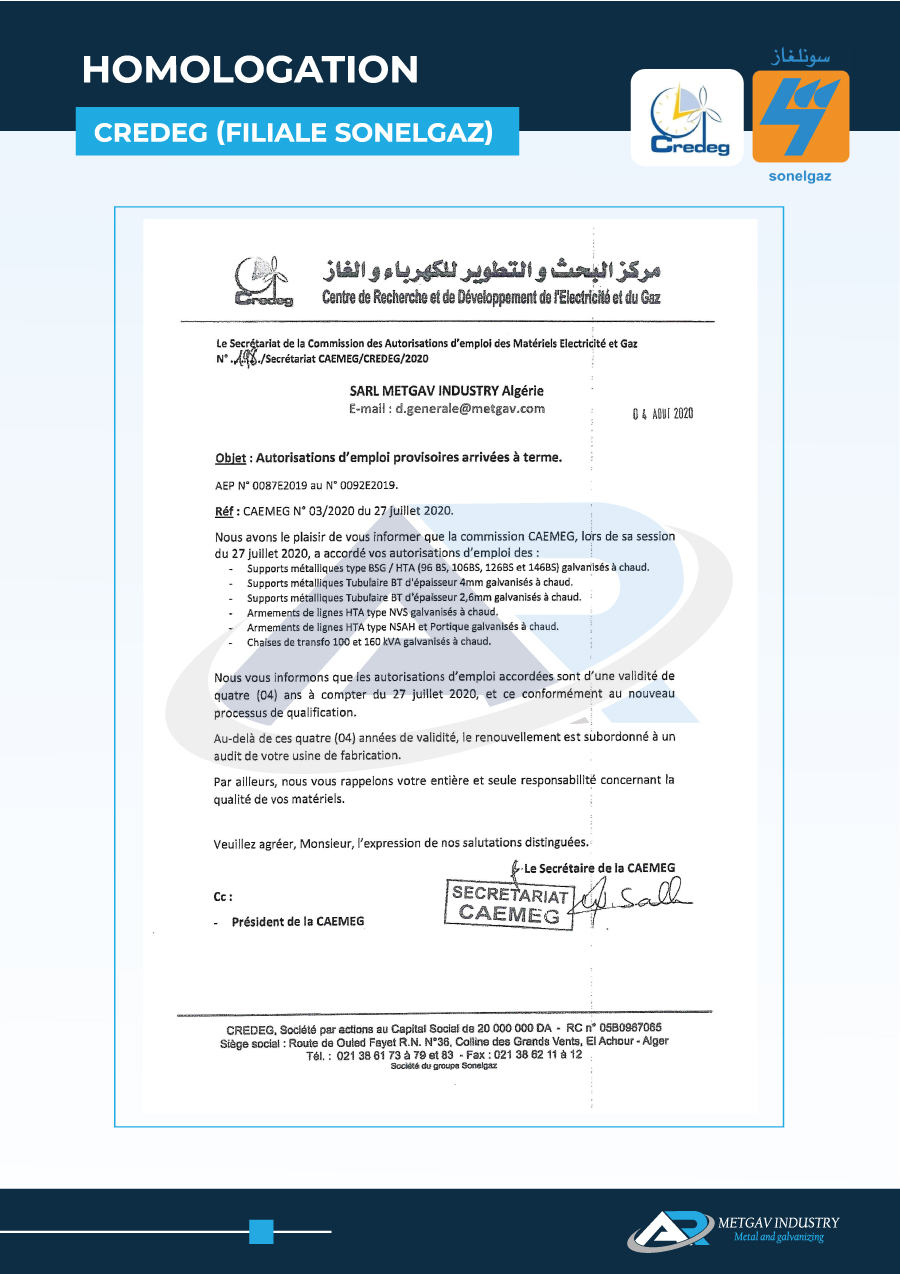 HOMOLOGATION
CREDEG (FILIALE SONELGAZ)
Credeg
سونلغاز
sonelgaz
Credeg
مركز البحث و التطوير للكهرباء و الغاز
Centre de Recherche et de Développement de l'Electricité et du Gaz
Le Secrétariat de la Commission des Autorisations d'emploi des Matériels Electricité et Gaz
N° ./Secrétariat CAEMEG/CREDEG/2020
SARL METGAV INDUSTRY Algérie
E-mail : d.generale@metgav.com
04 AOUT 2020
Objet : Autorisations d'emploi provisoires arrivées à terme.
AEP N° 0087E2019 au N° 0092E2019.
Réf : CAEMEG N° 03/2020 du 27 juillet 2020.
Nous avons le plaisir de vous informer que la commission CAEMEG, lors de sa session
du 27 juillet 2020, a accordé vos autorisations d'emploi des :
- Supports métalliques type BSG / HTA (96 BS, 106BS, 126BS et 146BS) galvanisés à chaud.
- Supports métalliques Tubulaire BT d'épaisseur 4mm galvanisés à chaud.
- Supports métalliques Tubulaire BT d'épaisseur 2,6mm galvanisés à chaud.
- Armements de lignes HTA type NVS galvanisés à chaud.
- Armements de lignes HTA type NSAH et Portique galvanisés à chaud.
- Chaises de transfo 100 et 160 kVA galvanisés à chaud.
Nous vous informons que les autorisations d'emploi accordées sont d'une validité de
quatre (04) ans à compter du 27 juillet 2020, et ce conformément au nouveau
processus de qualification.
Au-delà de ces quatre (04) années de validité, le renouvellement est subordonné à un
audit de votre usine de fabrication.
Par ailleurs, nous vous rappelons votre entière et seule responsabilité concernant la
qualité de vos matériels.
Veuillez agréer, Monsieur, l'expression de nos salutations distinguées.
Le Secrétaire de la CAEMEG
SECRETARIAT
CAEMEG
Cc :
- Président de la CAEMEG
CREDEG, Société par actions au Capital Social de 20 000 000 DA - RC n° 05B0967065
Siège social : Route de Ouled Fayet R.N. N°36, Colline des Grands Vents, El Achour - Alger
Tél. : 021 38 61 73 à 79 et 83 - Fax : 021 38 62 11 à 12
Société du groupe Sonelgaz
METGAV INDUSTRY
Metal and galvanizing